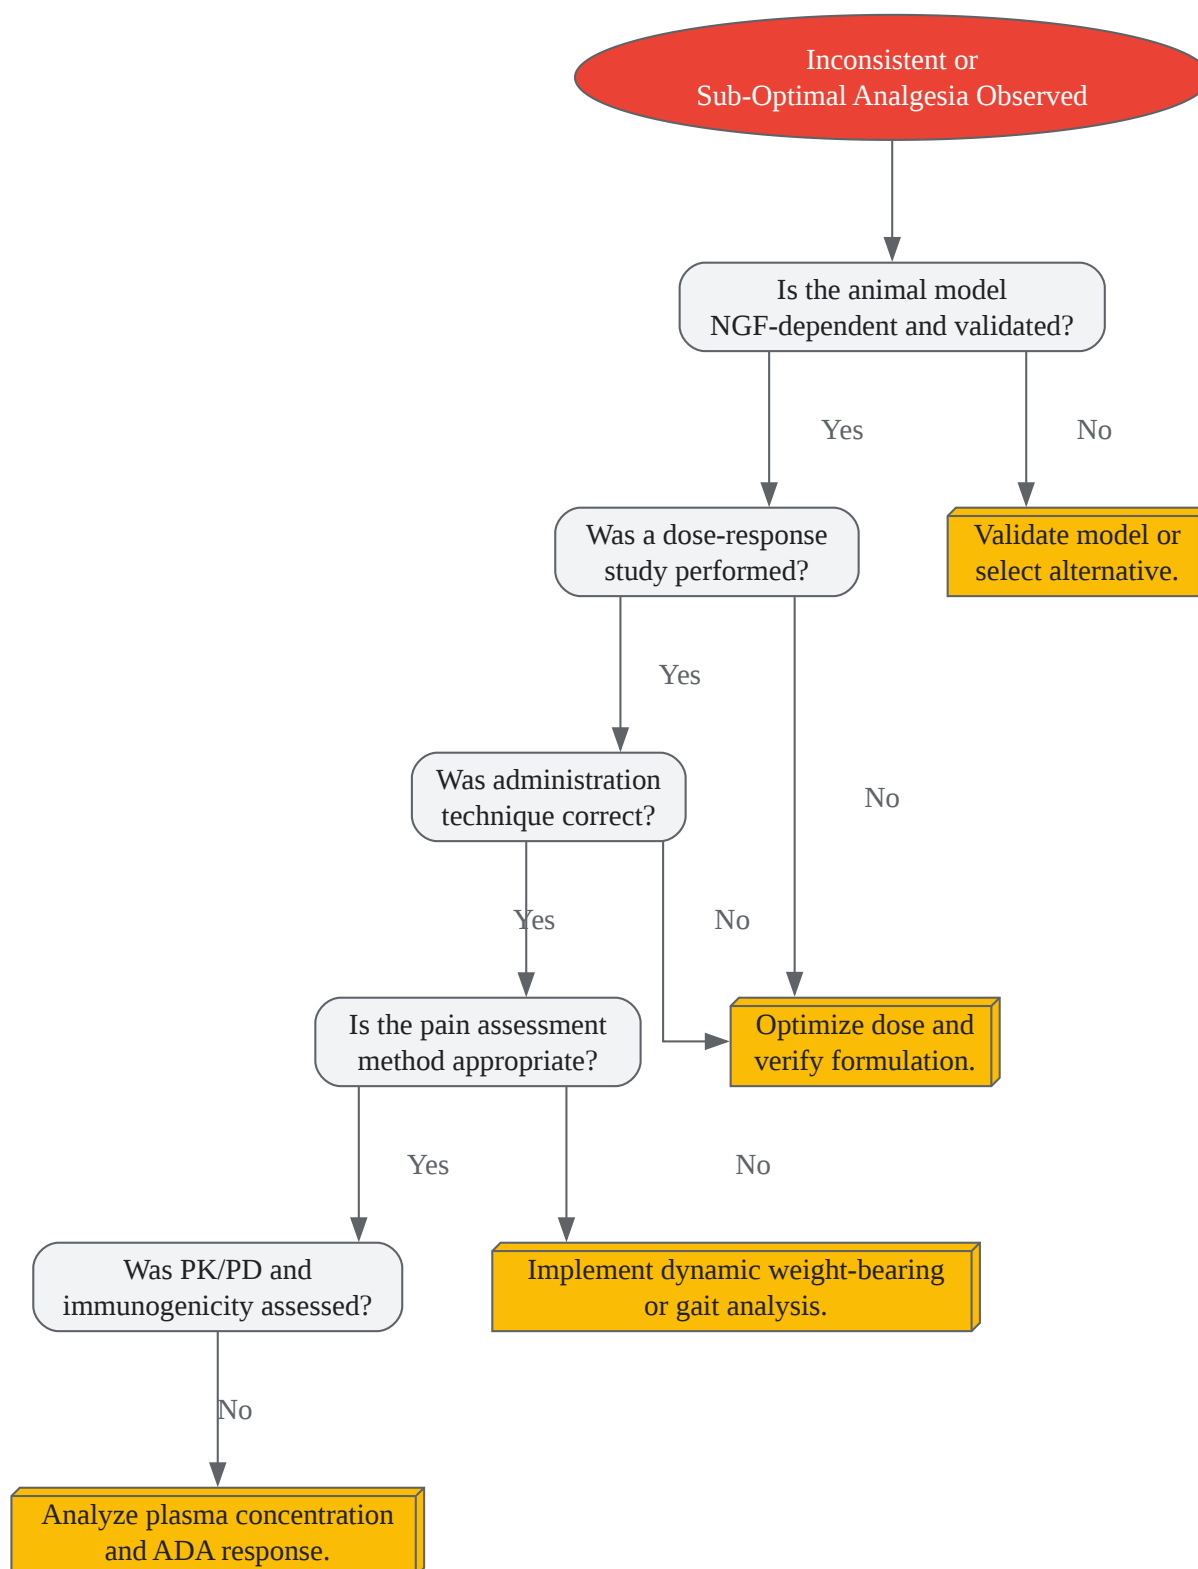 Inconsistent or
Sub-Optimal Analgesia Observed
Is the animal model
NGF-dependent and validated?
Yes
No
Was a dose-response
study performed?
Validate model or
select alternative.
Yes
No
Was administration
technique correct?
Yes
No
Is the pain assessment
method appropriate?
Optimize dose and
verify formulation.
Yes
No
Was PK/PD and
immunogenicity assessed?
Implement dynamic weight-bearing
or gait analysis.
No
Analyze plasma concentration
and ADA response.